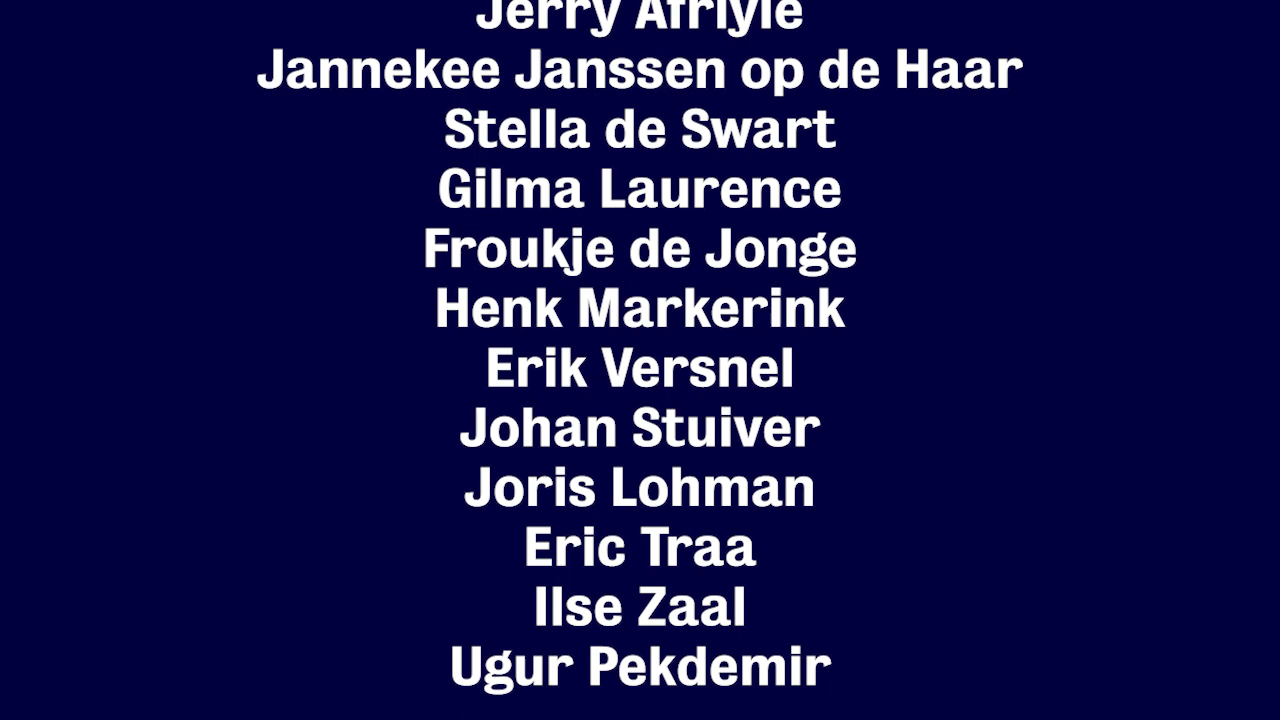 Jerry Afriyie
Jannekee Janssen op de Haar
Stella de Swart
Gilma Laurence
Froukje de Jonge
Henk Markerink
Erik Versnel
Johan Stuiver
Joris Lohman
Eric Traa
Ilse Zaal
Ugur Pekdemir